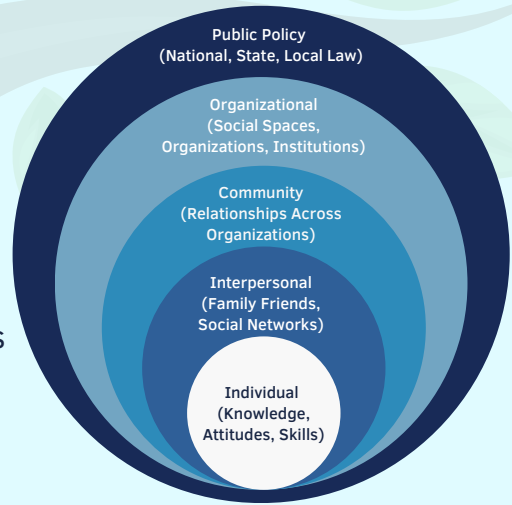 Public Policy
(National, State, Local Law)
Organizational
(Social Spaces,
Organizations, Institutions)
Community
(Relationships Across
Organizations)
Interpersonal
(Family Friends,
Social Networks)
s
Individual
(Knowledge,
Attitudes, Skills)